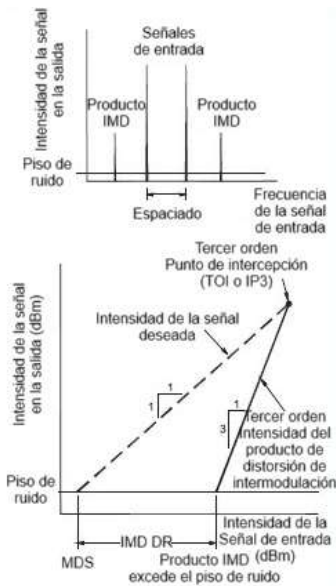 Intensidad de la señal
en la salida
Señales
de entrada
Producto
IMD
Producto
IMD
Piso de
ruido
Espaciado
Frecuencia
de la señal
de entrada
Tercer orden
Punto de intercepción
(TOI o IP3)
Intensidad de la señal
en la salida (dBm)
Intensidad de la señal
deseada
1
1
1
3
Tercer orden
Intensidad del
producto de
distorsión de
intermodulación
Piso de
ruido
IMD DR
Intensidad de la
Señal de entrada
(dBm)
MDS
Producto IMD
excede el piso de ruido